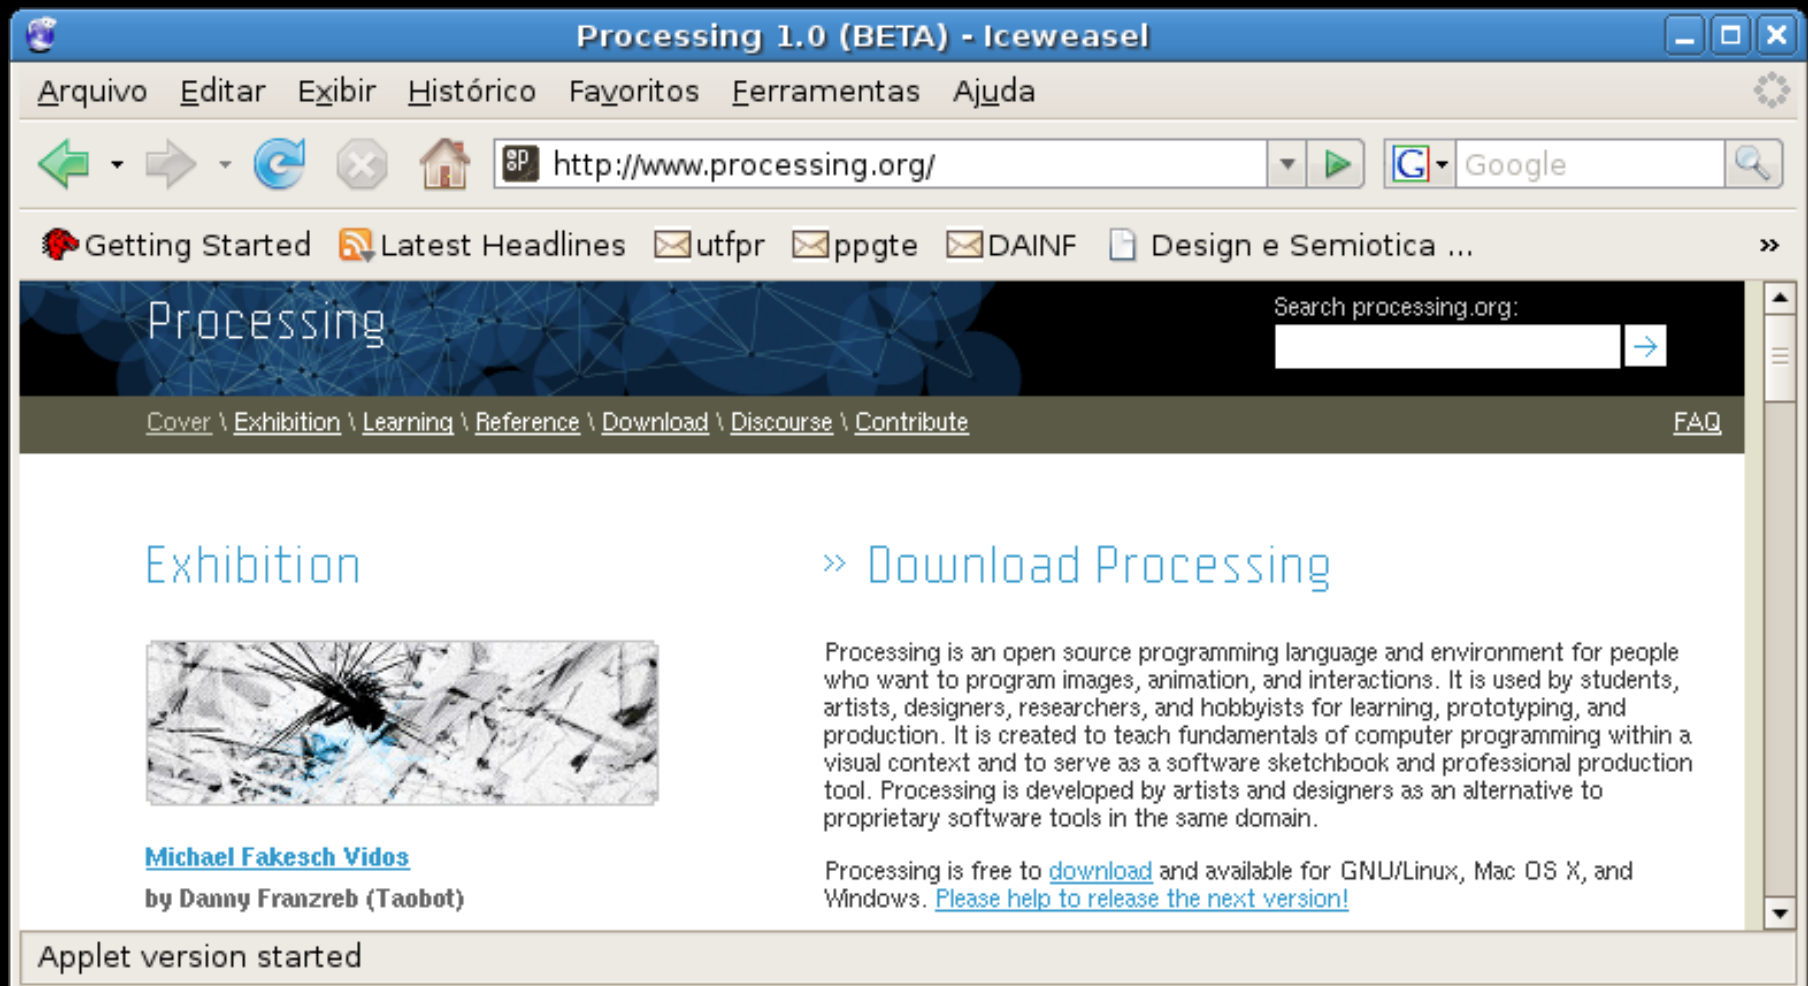 Processing 1.0 (BETA) - Iceweasel
Arquivo Editar Exibir Histórico Favoritos Ferramentas Ajuda
http://www.processing.org/ G Google
Getting Started Latest Headlines utfpr ppgte DAINF Design e Semiotica ... »
Processing
Search processing.org:
Cover \ Exhibition \ Learning \ Reference \ Download \ Discourse \ Contribute FAQ
Exhibition
Michael Fakesch Vidos
by Danny Franzreb (Taobot)
» Download Processing
Processing is an open source programming language and environment for people
who want to program images, animation, and interactions. It is used by students,
artists, designers, researchers, and hobbyists for learning, prototyping, and
production. It is created to teach fundamentals of computer programming within a
visual context and to serve as a software sketchbook and professional production
tool. Processing is developed by artists and designers as an alternative to
proprietary software tools in the same domain.
Processing is free to download and available for GNU/Linux, Mac OS X, and
Windows. Please help to release the next version!
Applet version started